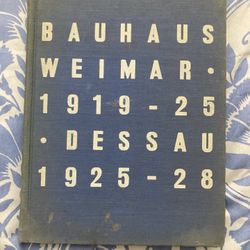 BAUHAUS
WEIMAR •
1919 - 25
• DESSAU
1925 - 28